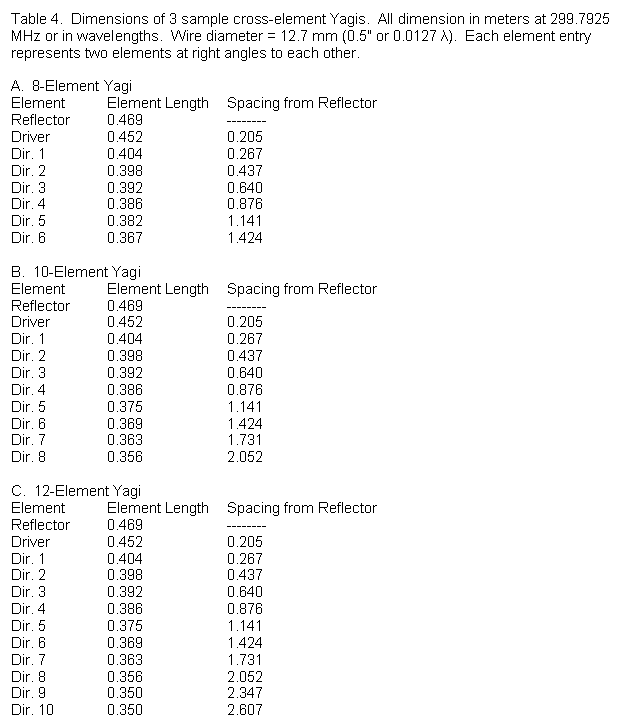 Table 4. Dimensions of 3 sample cross-element Yagis. All dimension in meters at 299.7925
MHz or in wavelengths. Wire diameter = 12.7 mm (0.5" or 0.0127 λ). Each element entry
represents two elements at right angles to each other.
A. 8-Element Yagi
Element Element Length Spacing from Reflector
Reflector 0.469 --------
Driver 0.452 0.205
Dir. 1 0.404 0.267
Dir. 2 0.398 0.437
Dir. 3 0.392 0.640
Dir. 4 0.386 0.876
Dir. 5 0.382 1.141
Dir. 6 0.367 1.424
B. 10-Element Yagi
Element Element Length Spacing from Reflector
Reflector 0.469 --------
Driver 0.452 0.205
Dir. 1 0.404 0.267
Dir. 2 0.398 0.437
Dir. 3 0.392 0.640
Dir. 4 0.386 0.876
Dir. 5 0.375 1.141
Dir. 6 0.369 1.424
Dir. 7 0.363 1.731
Dir. 8 0.356 2.052
C. 12-Element Yagi
Element Element Length Spacing from Reflector
Reflector 0.469 --------
Driver 0.452 0.205
Dir. 1 0.404 0.267
Dir. 2 0.398 0.437
Dir. 3 0.392 0.640
Dir. 4 0.386 0.876
Dir. 5 0.375 1.141
Dir. 6 0.369 1.424
Dir. 7 0.363 1.731
Dir. 8 0.356 2.052
Dir. 9 0.350 2.347
Dir. 10 0.350 2.607